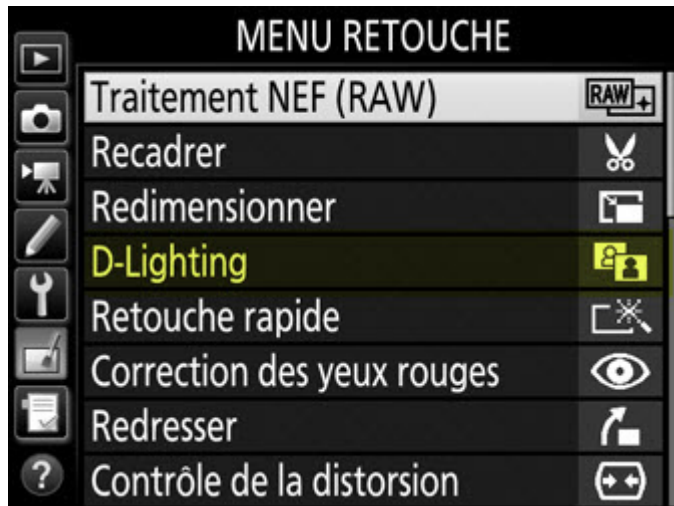 MENU RETOUCHE
Traitement NEF (RAW)
RAW
Recadrer
Redimensionner
D-Lighting
Retouche rapide
Correction des yeux rouges
Redresser
?
Contrôle de la distorsion